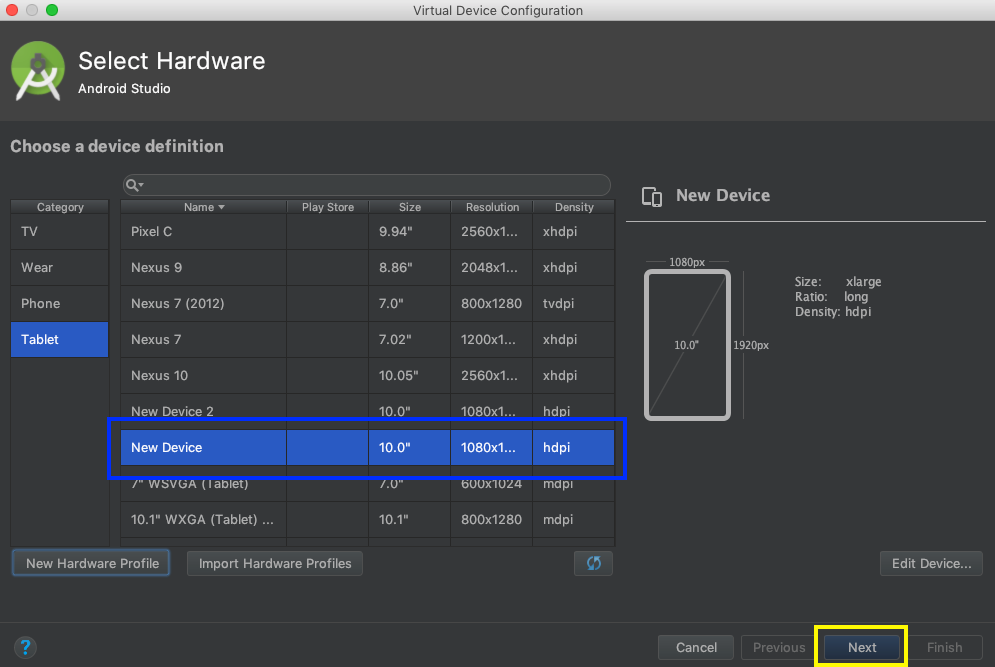 Virtual Device Configuration
Select Hardware
Android Studio
Choose a device definition
Category
TV
Wear
Phone
Tablet
Name Play Store Size Resolution Density
Pixel C 9.94" 2560x1... xhdpi
Nexus 9 8.86" 2048x1... xhdpi
Nexus 7 (2012) 7.0" 800x1280 tvdpi
Nexus 7 7.02" 1200x1... xhdpi
Nexus 10 10.05" 2560x1... xhdpi
New Device 2 10.0" 1080x1... hdpi
New Device 10.0" 1080x1... hdpi
7" WSVGA (Tablet) 7.0" 600x1024 mdpi
10.1" WXGA (Tablet) ... 10.1" 800x1280 mdpi
New Device
1080px
10.0"
1920px
Size: xlarge
Ratio: long
Density: hdpi
New Hardware Profile Import Hardware Profiles Edit Device...
? Cancel Previous Next Finish